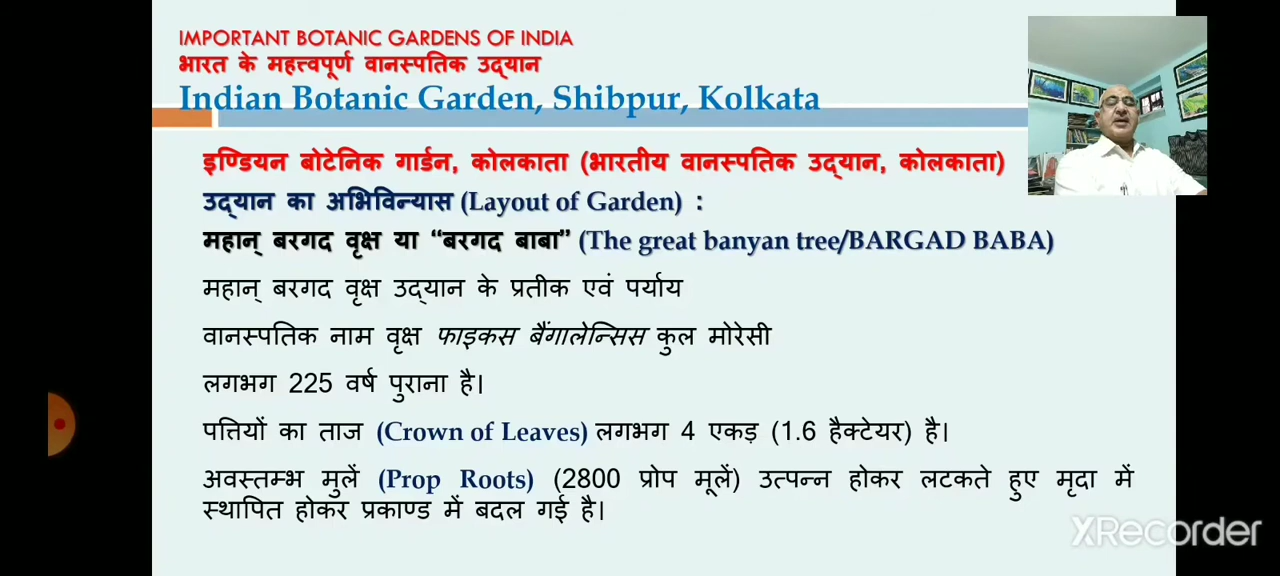 IMPORTANT BOTANIC GARDENS OF INDIA
भारत के महत्त्वपूर्ण वानस्पतिक उद्यान
Indian Botanic Garden, Shibpur, Kolkata
इण्डियन बोटेनिक गार्डन, कोलकाता (भारतीय वानस्पतिक उद्यान, कोलकाता)
उद्यान का अभिविन्यास (Layout of Garden) :
महान् बरगद वृक्ष या “बरगद बाबा” (The great banyan tree/BARGAD BABA)
महान् बरगद वृक्ष उद्यान के प्रतीक एवं पर्याय
वानस्पतिक नाम वृक्ष फाइकस बैंगालेन्सिस कुल मोरेसी
लगभग 225 वर्ष पुराना है।
पत्तियों का ताज (Crown of Leaves) लगभग 4 एकड़ (1.6 हैक्टेयर) है।
अवस्तम्भ मुलें (Prop Roots) (2800 प्रोप मूलें) उत्पन्न होकर लटकते हुए मृदा में
स्थापित होकर प्रकाण्ड में बदल गई है।
XRecorder